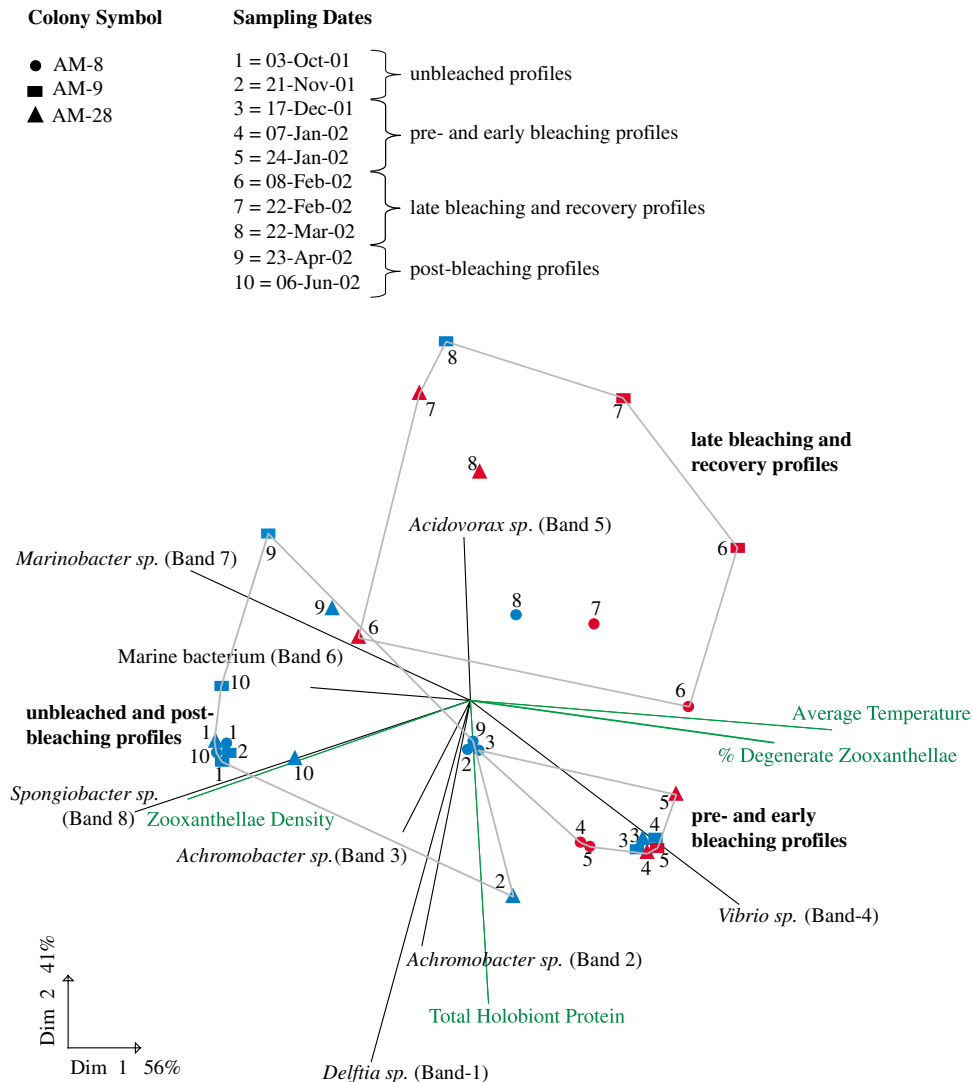 Colony Symbol
Sampling Dates
AM-8
AM-9
AM-28
1 = 03-Oct-01
2 = 21-Nov-01
3 = 17-Dec-01
4 = 07-Jan-02
5 = 24-Jan-02
6 = 08-Feb-02
7 = 22-Feb-02
8 = 22-Mar-02
9 = 23-Apr-02
10 = 06-Jun-02
unbleached profiles
pre- and early bleaching profiles
late bleaching and recovery profiles
post-bleaching profiles
8
7
7
late bleaching and
recovery profiles
8
Acidovorax sp. (Band 5)
9
6
Marinobacter sp. (Band 7)
9
8
7
6
Marine bacterium (Band 6)
10
6
unbleached and post-
bleaching profiles
Average Temperature
1
1
9
3
% Degenerate Zooxanthellae
10
2
2
1
10
Spongiobacter sp.
(Band 8)
5
Zooxanthellae Density
pre- and early
bleaching profiles
4
3
3
4
Achromobacter sp.(Band 3)
5
4
5
2
Vibrio sp. (Band-4)
Achromobacter sp. (Band 2)
Total Holobiont Protein
Dim 2 41%
Dim 1 56%
Delftia sp. (Band-1)